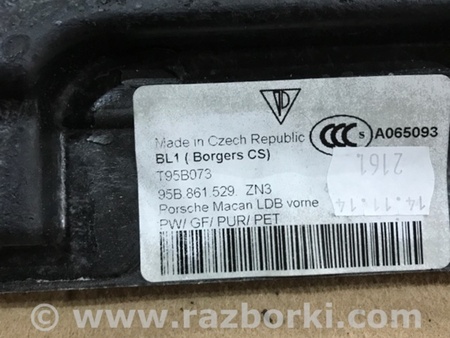 Made in Czech Republic
CCC S A065093
BL1 ( Borgers CS)
T95B073
95B.861.529. ZN3
Porsche Macan LDB vorne
PW/ GF/ PUR/ PET
2161
14.11.14
www.razborki.com